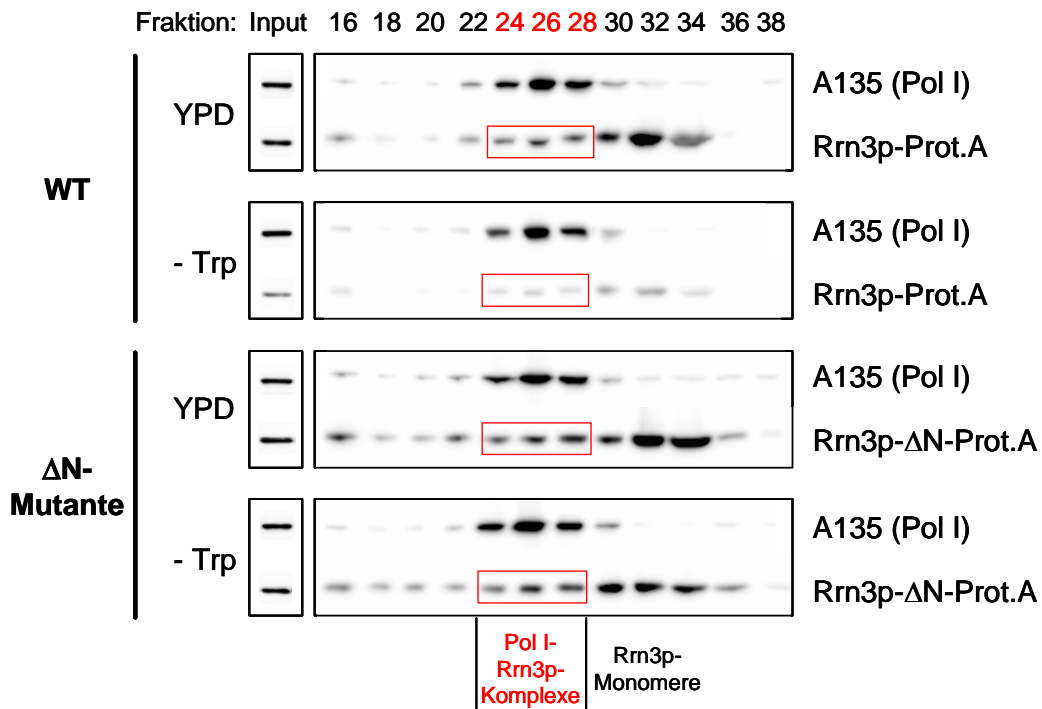 Fraktion: Input 16 18 20 22 24 26 28 30 32 34 36 38
WT
YPD
A135 (Pol I)
Rrn3p-Prot.A
- Trp
A135 (Pol I)
Rrn3p-Prot.A
ΔN-
Mutante
YPD
A135 (Pol I)
Rrn3p-ΔN-Prot.A
- Trp
A135 (Pol I)
Rrn3p-ΔN-Prot.A
Pol I-
Rrn3p-
Komplexe
Rrn3p-
Monomere